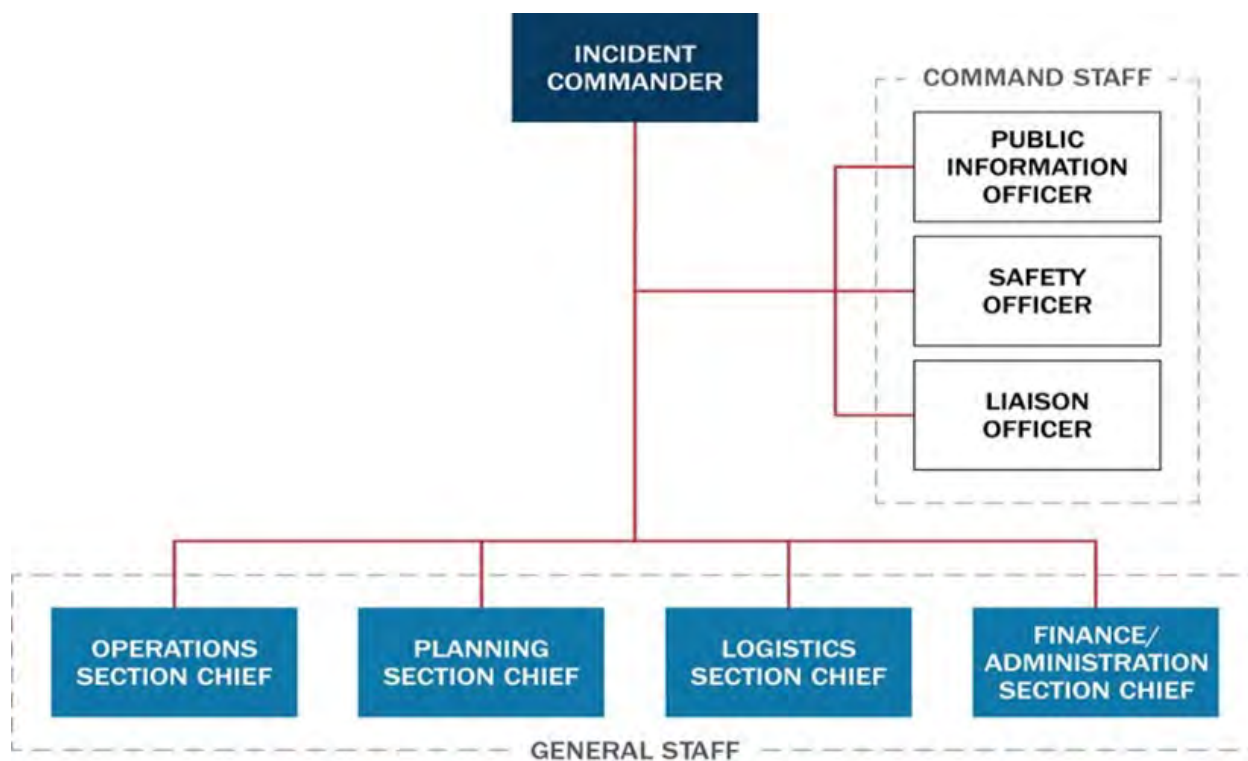 INCIDENT
COMMANDER
COMMAND STAFF
PUBLIC
INFORMATION
OFFICER
SAFETY
OFFICER
LIAISON
OFFICER
OPERATIONS
SECTION CHIEF
PLANNING
SECTION CHIEF
LOGISTICS
SECTION CHIEF
FINANCE/
ADMINISTRATION
SECTION CHIEF
GENERAL STAFF